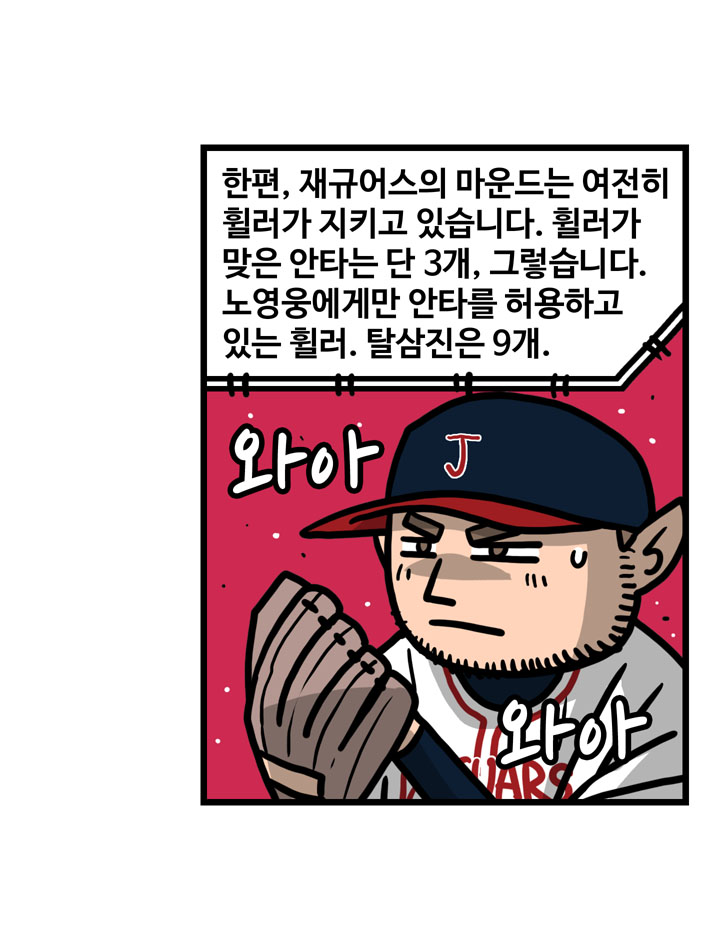 한편, 재규어스의 마운드는 여전히
휠러가 지키고 있습니다. 휠러가
맞은 안타는 단 3개, 그렇습니다.
노영웅에게만 안타를 허용하고
있는 휠러. 탈삼진은 9개.
와아
J
와아